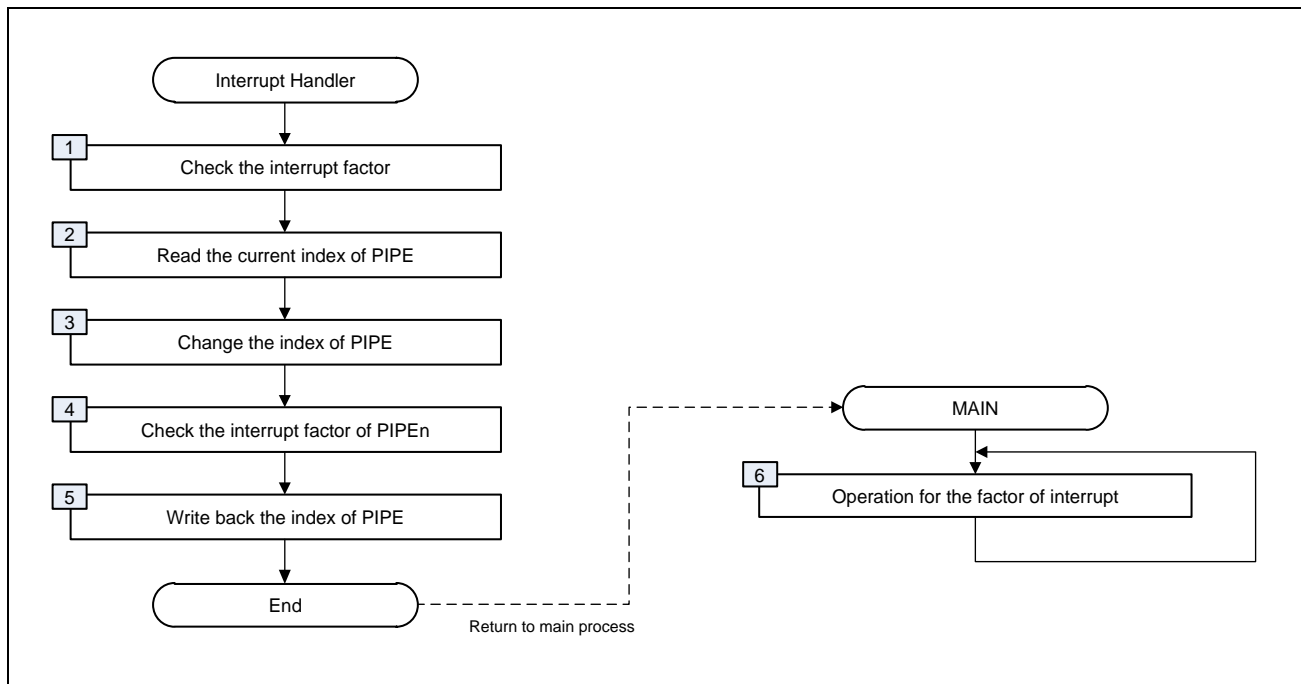 Interrupt Handler
1
Check the interrupt factor
2
Read the current index of PIPE
3
Change the index of PIPE
4
Check the interrupt factor of PIPEn
5
Write back the index of PIPE
End
Return to main process
MAIN
6
Operation for the factor of interrupt